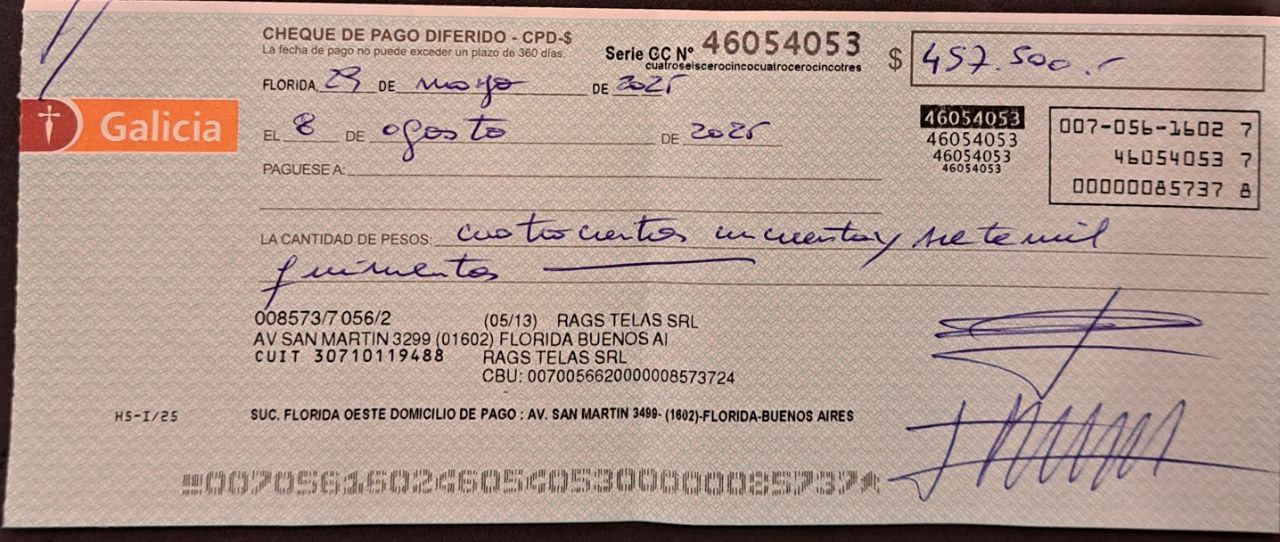 CHEQUE DE PAGO DIFERIDO - CPD-$
La fecha de pago no puede exceder un plazo de 360 días.
Serie GC Nº 46054053
cuatroseiscerocincocuatrocerocincotres
$ 457.500.-
FLORIDA, 29 DE mayo DE 2025
Galicia
EL 8 DE agosto DE 2025
46054053
46054053
46054053
46054053
007-056-1602 7
46054053 7
00000085737 8
PAGUESE A:
LA CANTIDAD DE PESOS: cuatrocientos cincuenta y siete mil
quinientos
008573/7 056/2 (05/13) RAGS TELAS SRL
AV SAN MARTIN 3299 (01602) FLORIDA BUENOS AI
CUIT 30710119488 RAGS TELAS SRL
CBU: 0070056620000008573724
H5-I/25
SUC. FLORIDA OESTE DOMICILIO DE PAGO : AV. SAN MARTIN 3499- (1602)-FLORIDA-BUENOS AIRES
00705616024605405300000085737